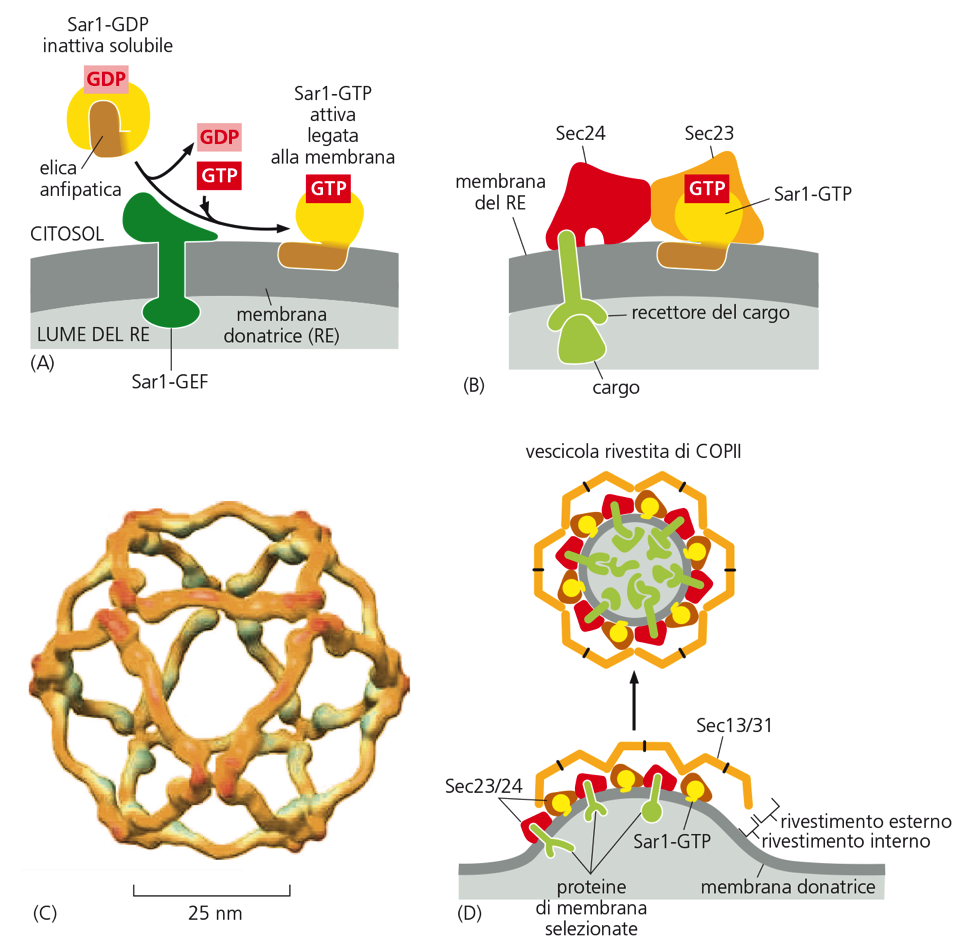 Sar1-GDP
inattiva solubile
GDP
elica
anfipatica
GDP
GTP
Sar1-GTP
attiva
legata
alla membrana
GTP
CITOSOL
LUME DEL RE
membrana
donatrice (RE)
Sar1-GEF
(A)
Sec24
Sec23
membrana
del RE
GTP
Sar1-GTP
recettore del cargo
cargo
(B)
25 nm
(C)
vescicola rivestita di COPII
Sec13/31
Sec23/24
Sar1-GTP
rivestimento esterno
rivestimento interno
proteine
di membrana
selezionate
membrana donatrice
(D)